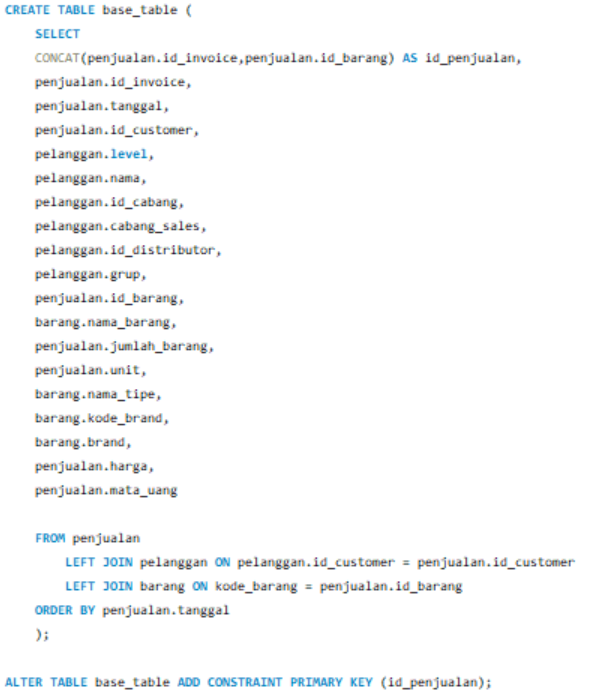 CREATE TABLE base_table (
SELECT
CONCAT(penjualan.id_invoice,penjualan.id_barang) AS id_penjualan,
penjualan.id_invoice,
penjualan.tanggal,
penjualan.id_customer,
pelanggan.level,
pelanggan.nama,
pelanggan.id_cabang,
pelanggan.cabang_sales,
pelanggan.id_distributor,
pelanggan.grup,
penjualan.id_barang,
barang.nama_barang,
penjualan.jumlah_barang,
penjualan.unit,
barang.nama_tipe,
barang.kode_brand,
barang.brand,
penjualan.harga,
penjualan.mata_uang
FROM penjualan
LEFT JOIN pelanggan ON pelanggan.id_customer = penjualan.id_customer
LEFT JOIN barang ON kode_barang = penjualan.id_barang
ORDER BY penjualan.tanggal
);
ALTER TABLE base_table ADD CONSTRAINT PRIMARY KEY (id_penjualan);